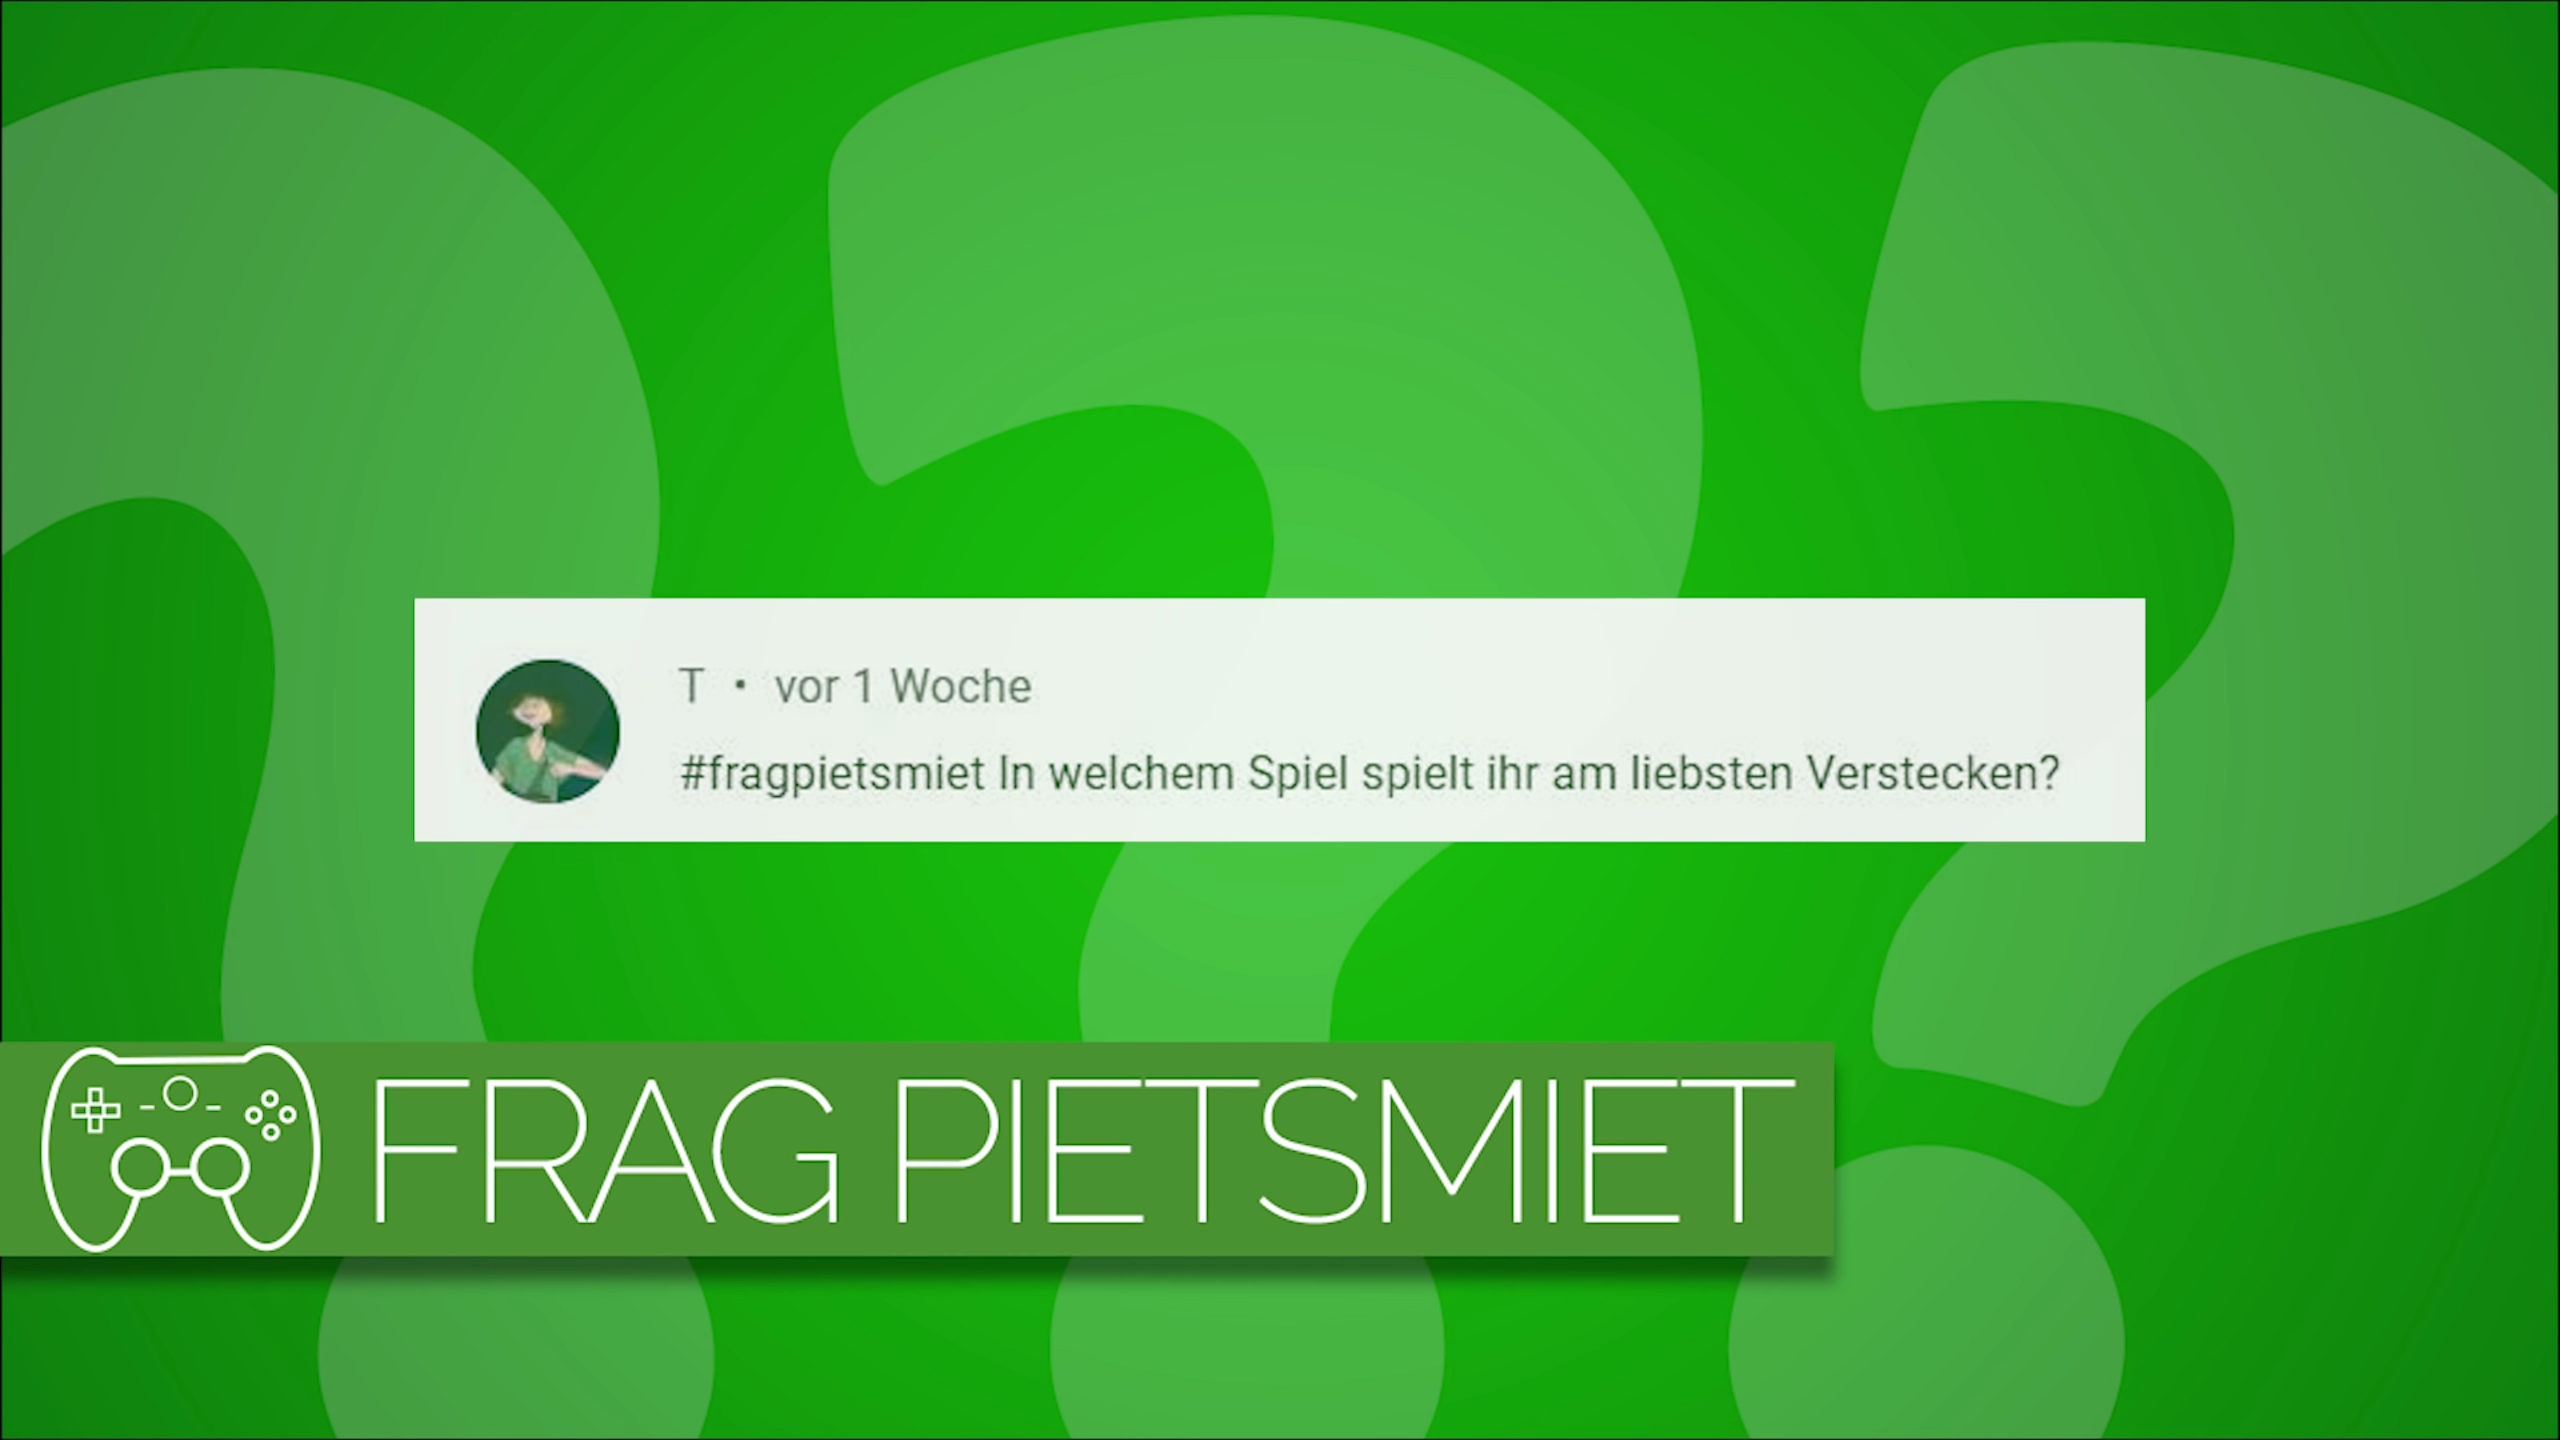 T • vor 1 Woche
#fragpietsmiet In welchem Spiel spielt ihr am liebsten Verstecken?
FRAG PIETSMIET